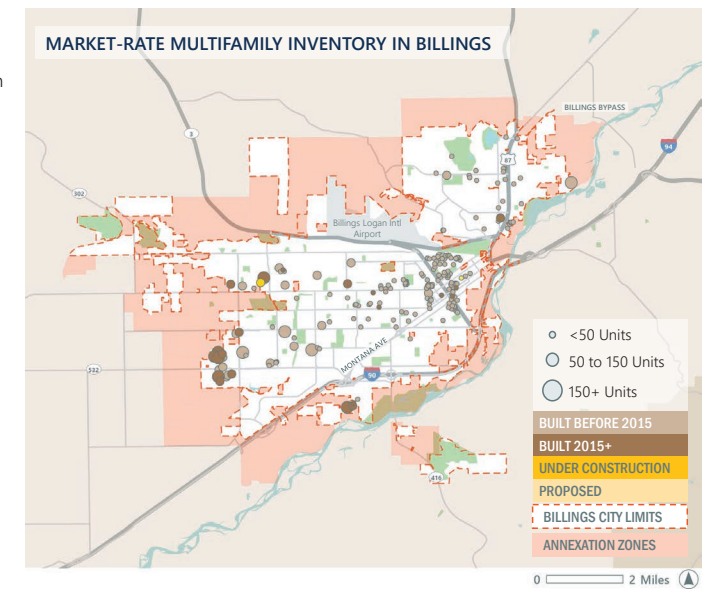 MARKET-RATE MULTIFAMILY INVENTORY IN BILLINGS
n
BILLINGS BYPASS
3
94
87
302
Billings Logan Intl
Airport
<50 Units
MONTANA AVE
50 to 150 Units
90
532
150+ Units
BUILT BEFORE 2015
BUILT 2015+
UNDER CONSTRUCTION
416
PROPOSED
BILLINGS CITY LIMITS
ANNEXATION ZONES
0 2 Miles